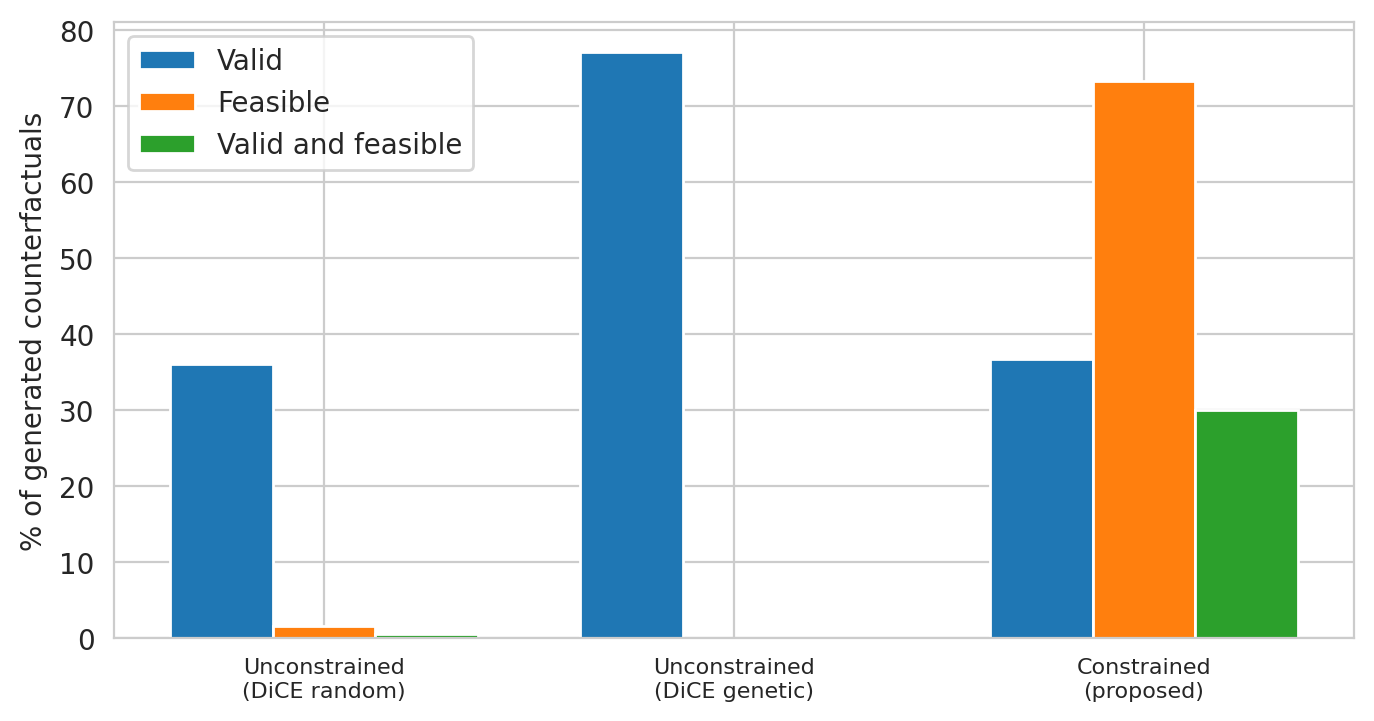 80
70
60
50
40
30
20
10
0
% of generated counterfactuals
Valid
Feasible
Valid and feasible
Unconstrained
(DiCE random)
Unconstrained
(DiCE genetic)
Constrained
(proposed)